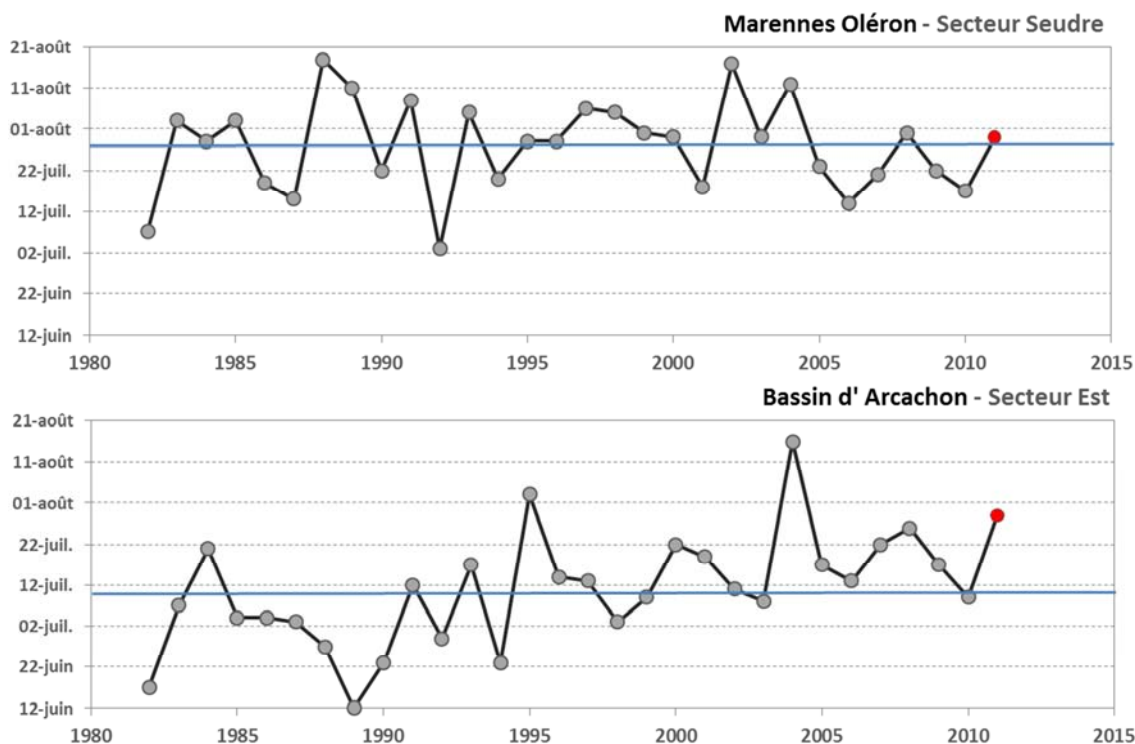 Marennes Oléron - Secteur Seudre
21-août
11-août
01-août
22-juil.
12-juil.
02-juil.
22-juin
12-juin
1980 1985 1990 1995 2000 2005 2010 2015
Bassin d' Arcachon - Secteur Est
21-août
11-août
01-août
22-juil.
12-juil.
02-juil.
22-juin
12-juin
1980 1985 1990 1995 2000 2005 2010 2015